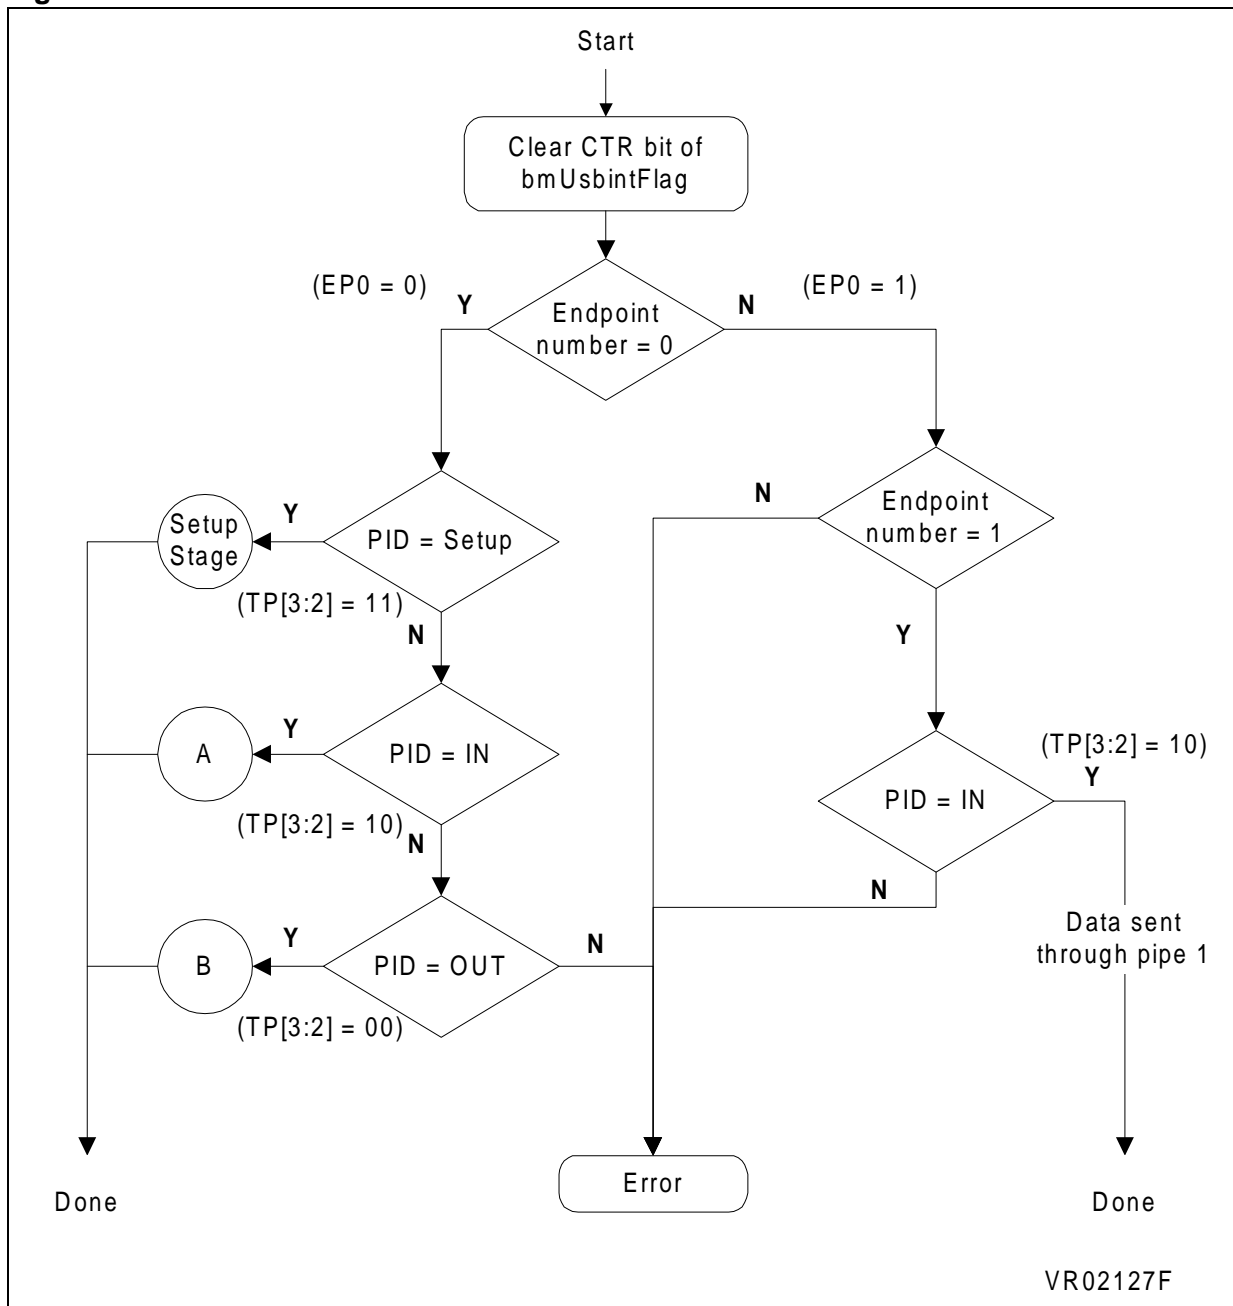 Start
Clear CTR bit of
bmUsbintFlag
(EP0 = 0)
Y
Endpoint
number = 0
N
(EP0 = 1)
Setup
Stage
Y
PID = Setup
(TP[3:2] = 11)
N
N
Endpoint
number = 1
Y
A
Y
PID = IN
(TP[3:2] = 10)
N
PID = IN
(TP[3:2] = 10)
Y
N
B
Y
PID = OUT
N
(TP[3:2] = 00)
Data sent
through pipe 1
Done
Error
Done
VR02127F